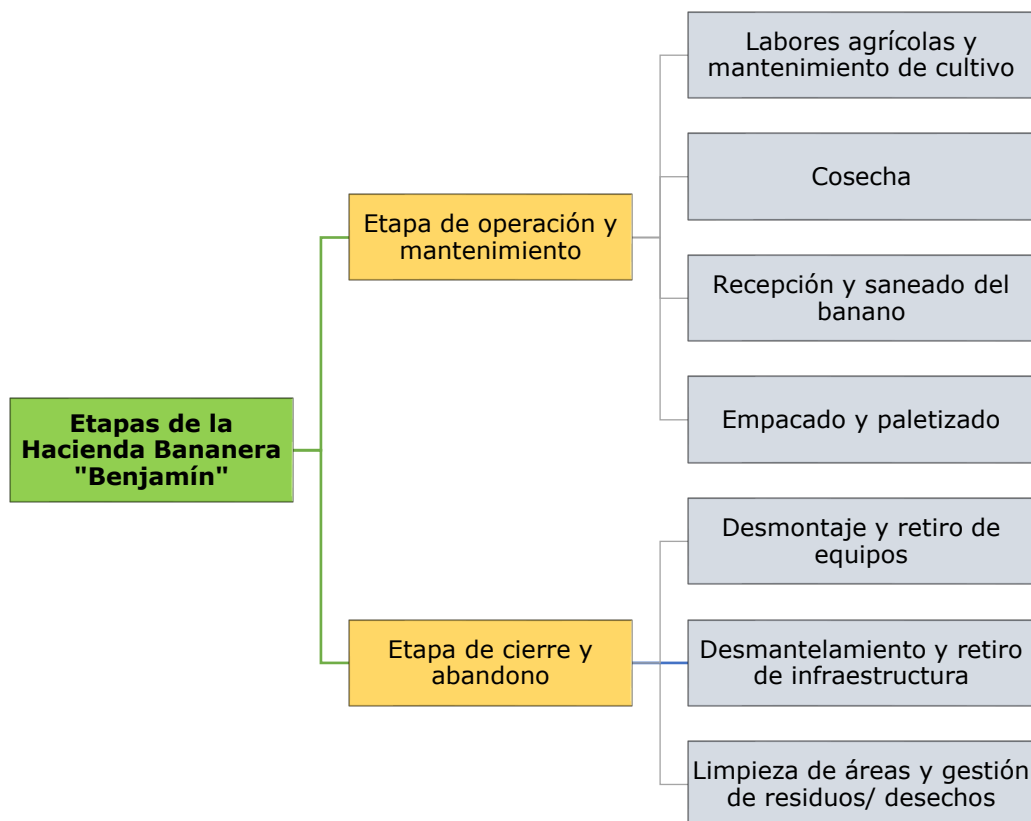 Etapas de la
Hacienda Bananera
"Benjamín"
Etapa de operación y
mantenimiento
Labores agrícolas y
mantenimiento de cultivo
Cosecha
Recepción y saneado del
banano
Empacado y paletizado
Etapa de cierre y
abandono
Desmontaje y retiro de
equipos
Desmantelamiento y retiro
de infraestructura
Limpieza de áreas y gestión
de residuos/ desechos